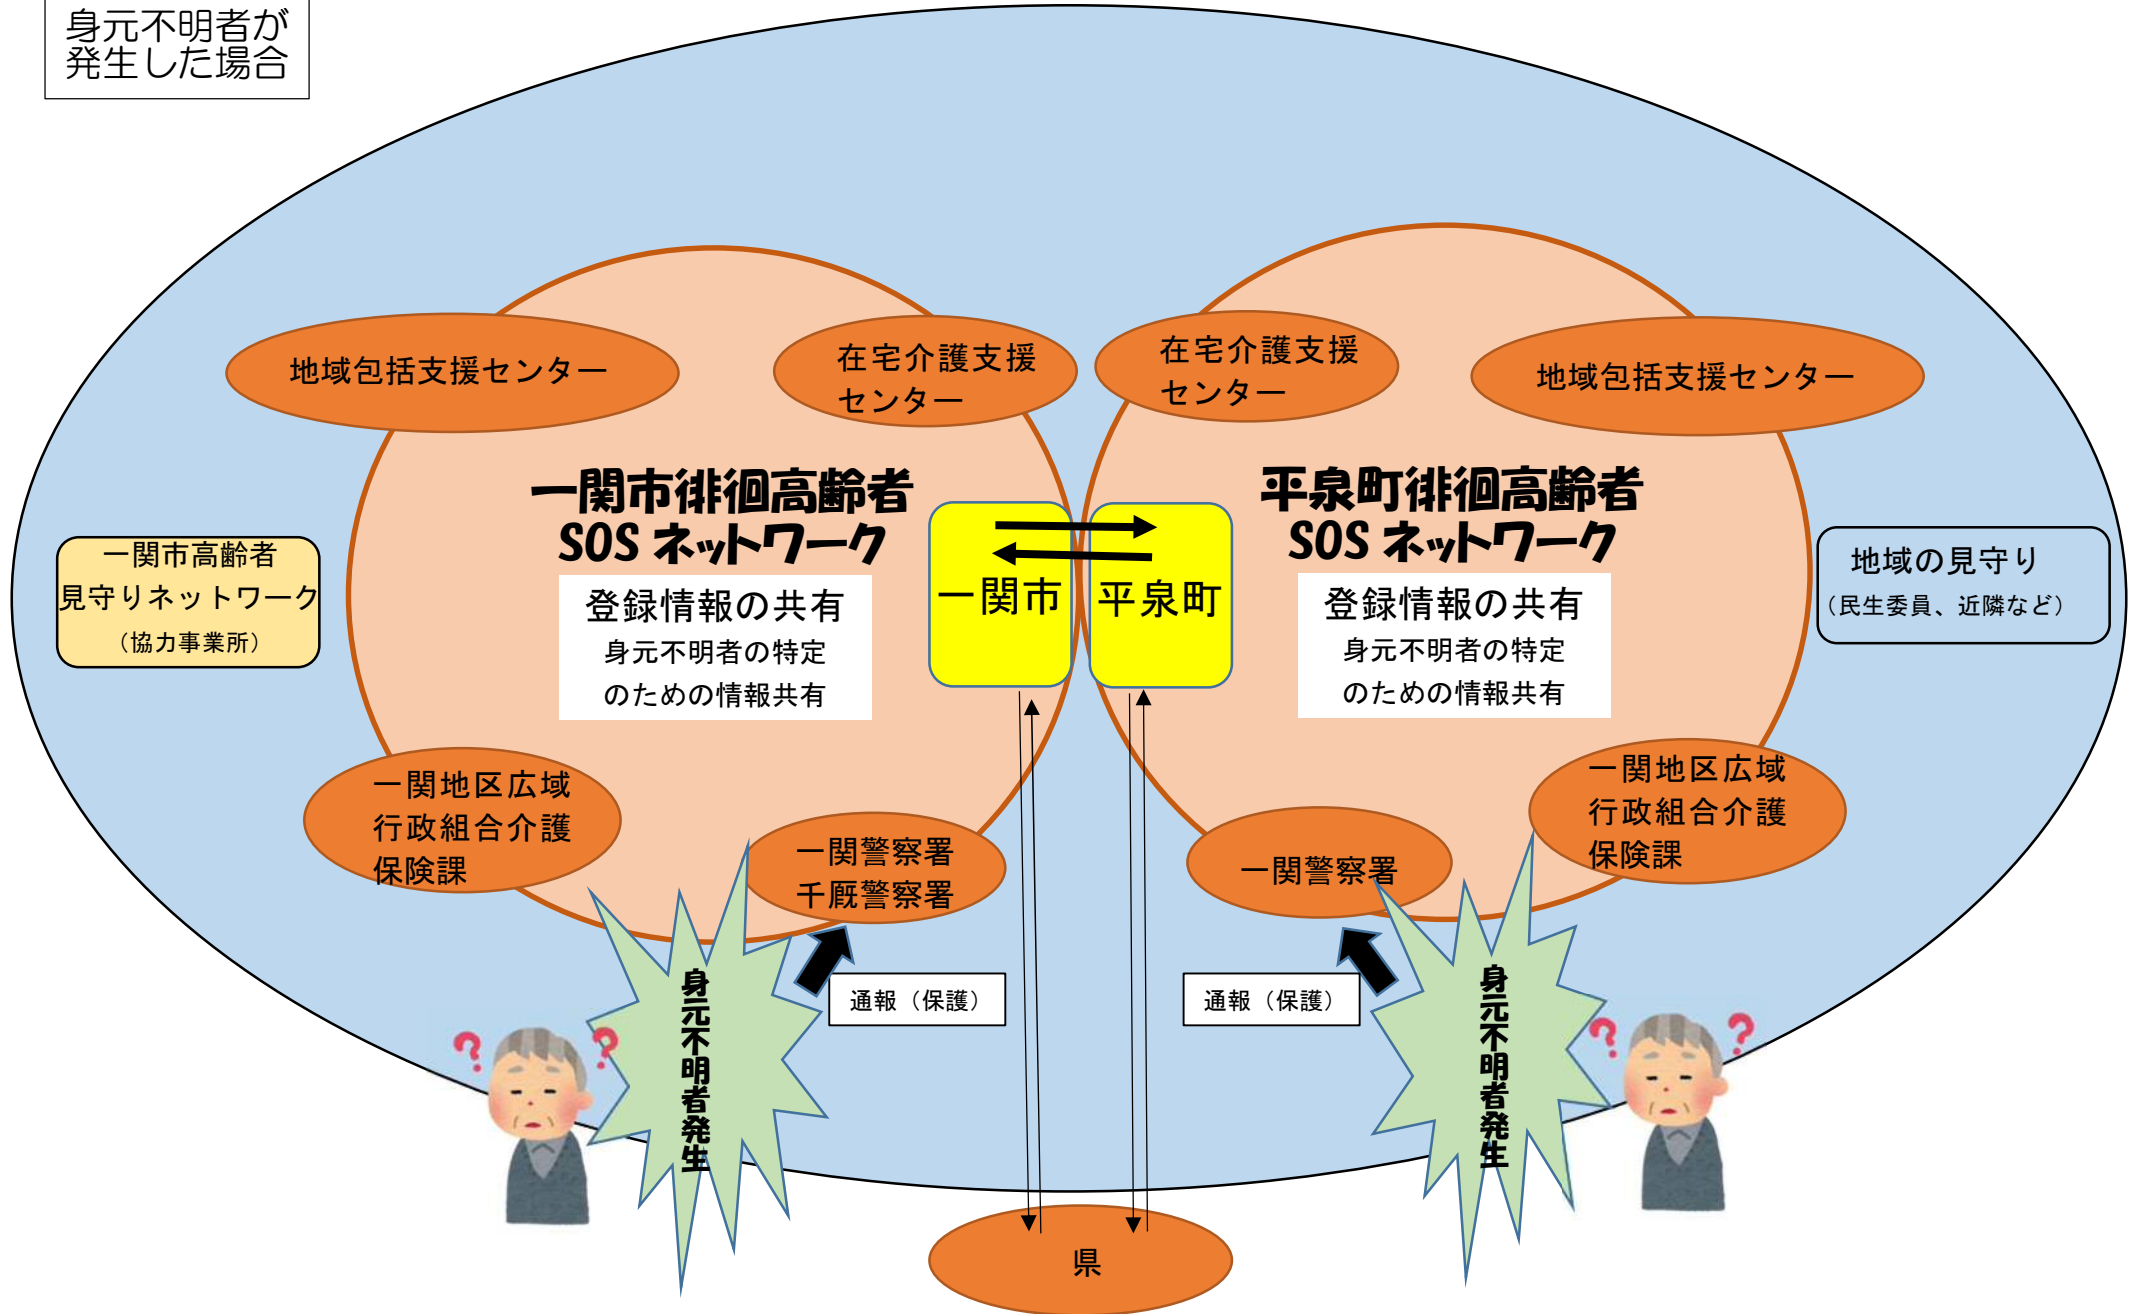 身元不明者が
発生した場合
地域包括支援センター
在宅介護支援
センター
在宅介護支援
センター
地域包括支援センター
一関市徘徊高齢者
SOS ネットワーク
平泉町徘徊高齢者
SOS ネットワーク
一関市高齢者
見守りネットワーク
（協力事業所）
登録情報の共有
身元不明者の特定
のための情報共有
一関市
平泉町
登録情報の共有
身元不明者の特定
のための情報共有
地域の見守り
（民生委員、近隣など）
一関地区広域
行政組合介護
保険課
一関警察署
千厩警察署
一関警察署
一関地区広域
行政組合介護
保険課
身元不明者発生
通報（保護）
通報（保護）
身元不明者発生
県